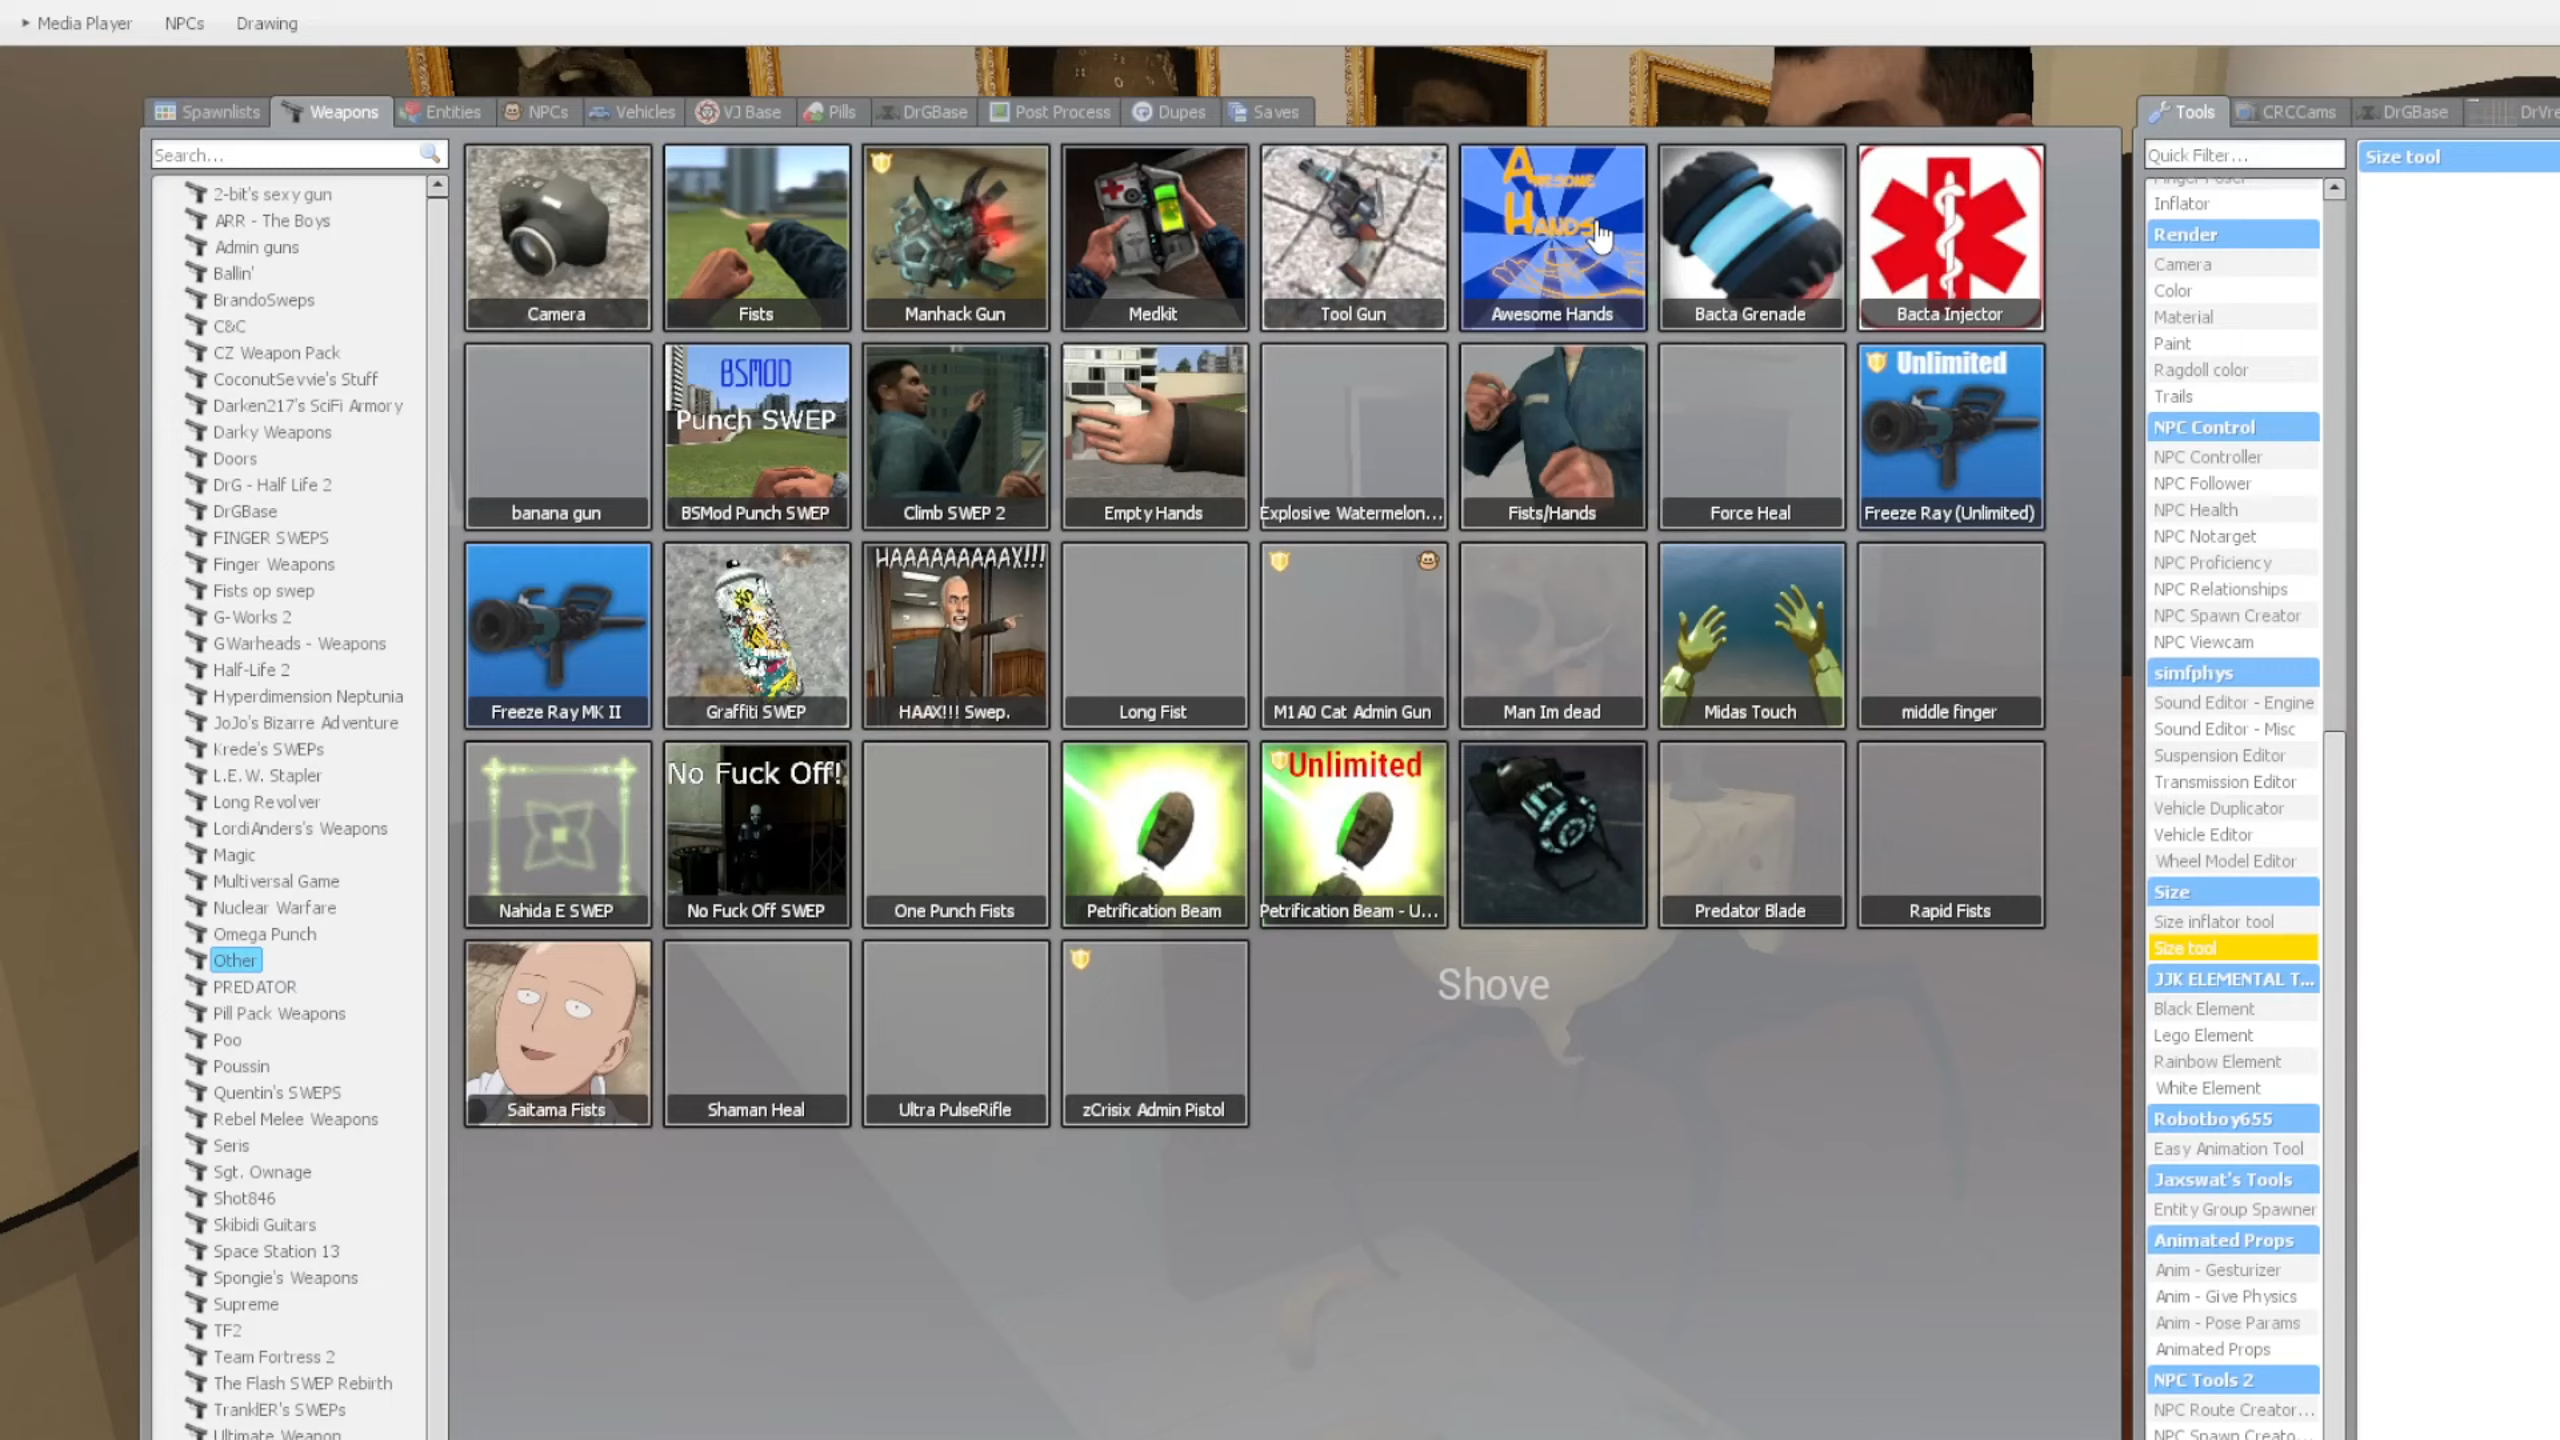 Media Player NPCs Drawing
Spawnlists Weapons Entities NPCs Vehicles VJ Base Pills DrGBase Post Process Dupes Saves
Tools CRCCams DrGBase
Search...
2-bit's sexy gun
ARR - The Boys
Admin guns
Ballin'
BrandoSweps
C&C
CZ Weapon Pack
CoconutSevvie's Stuff
Darken217's SciFi Armory
Darky Weapons
Doors
DrG - Half Life 2
DrGBase
FINGER SWEPS
Finger Weapons
Fists op swep
G-Works 2
GWarheads - Weapons
Half-Life 2
Hyperdimension Neptunia
JoJo's Bizarre Adventure
Krede's SWEPs
L.E.W. Stapler
Long Revolver
LordiAnders's Weapons
Magic
Multiversal Game
Nuclear Warfare
Omega Punch
Other
PREDATOR
Pill Pack Weapons
Poo
Poussin
Quentin's SWEPS
Rebel Melee Weapons
Seris
Sgt. Ownage
Shot846
Skibidi Guitars
Space Station 13
Spongie's Weapons
Supreme
TF2
Team Fortress 2
The Flash SWEP Rebirth
TranklER's SWEPs
Ultimate Weapon
AWESOME
HANDS
Camera Fists Manhack Gun Medkit Tool Gun Awesome Hands Bacta Grenade Bacta Injector
BSMOD
Punch SWEP
Unlimited
banana gun BSMod Punch SWEP Climb SWEP 2 Empty Hands Explosive Watermelon... Fists/Hands Force Heal Freeze Ray (Unlimited)
HAAAAAAAAAX!!!
Freeze Ray MK II Graffiti SWEP HAAX!!! Swep. Long Fist M1A0 Cat Admin Gun Man Im dead Midas Touch middle finger
No Fuck Off!
Unlimited
Nahida E SWEP No Fuck Off SWEP One Punch Fists Petrification Beam Petrification Beam - U... Predator Blade Rapid Fists
Shove
Saitama Fists Shaman Heal Ultra PulseRifle zCrisix Admin Pistol
Quick Filter...
Inflator
Render
Camera
Color
Material
Paint
Ragdoll color
Trails
NPC Control
NPC Controller
NPC Follower
NPC Health
NPC Notarget
NPC Proficiency
NPC Relationships
NPC Spawn Creator
NPC Viewcam
simfphys
Sound Editor - Engine
Sound Editor - Misc
Suspension Editor
Transmission Editor
Vehicle Duplicator
Vehicle Editor
Wheel Model Editor
Size
Size inflator tool
Size tool
JJK ELEMENTAL T...
Black Element
Lego Element
Rainbow Element
White Element
Robotboy655
Easy Animation Tool
Jaxswat's Tools
Entity Group Spawner
Animated Props
Anim - Gesturizer
Anim - Give Physics
Anim - Pose Params
Animated Props
NPC Tools 2
NPC Route Creator...
NPC Spawn Creato...
Size tool